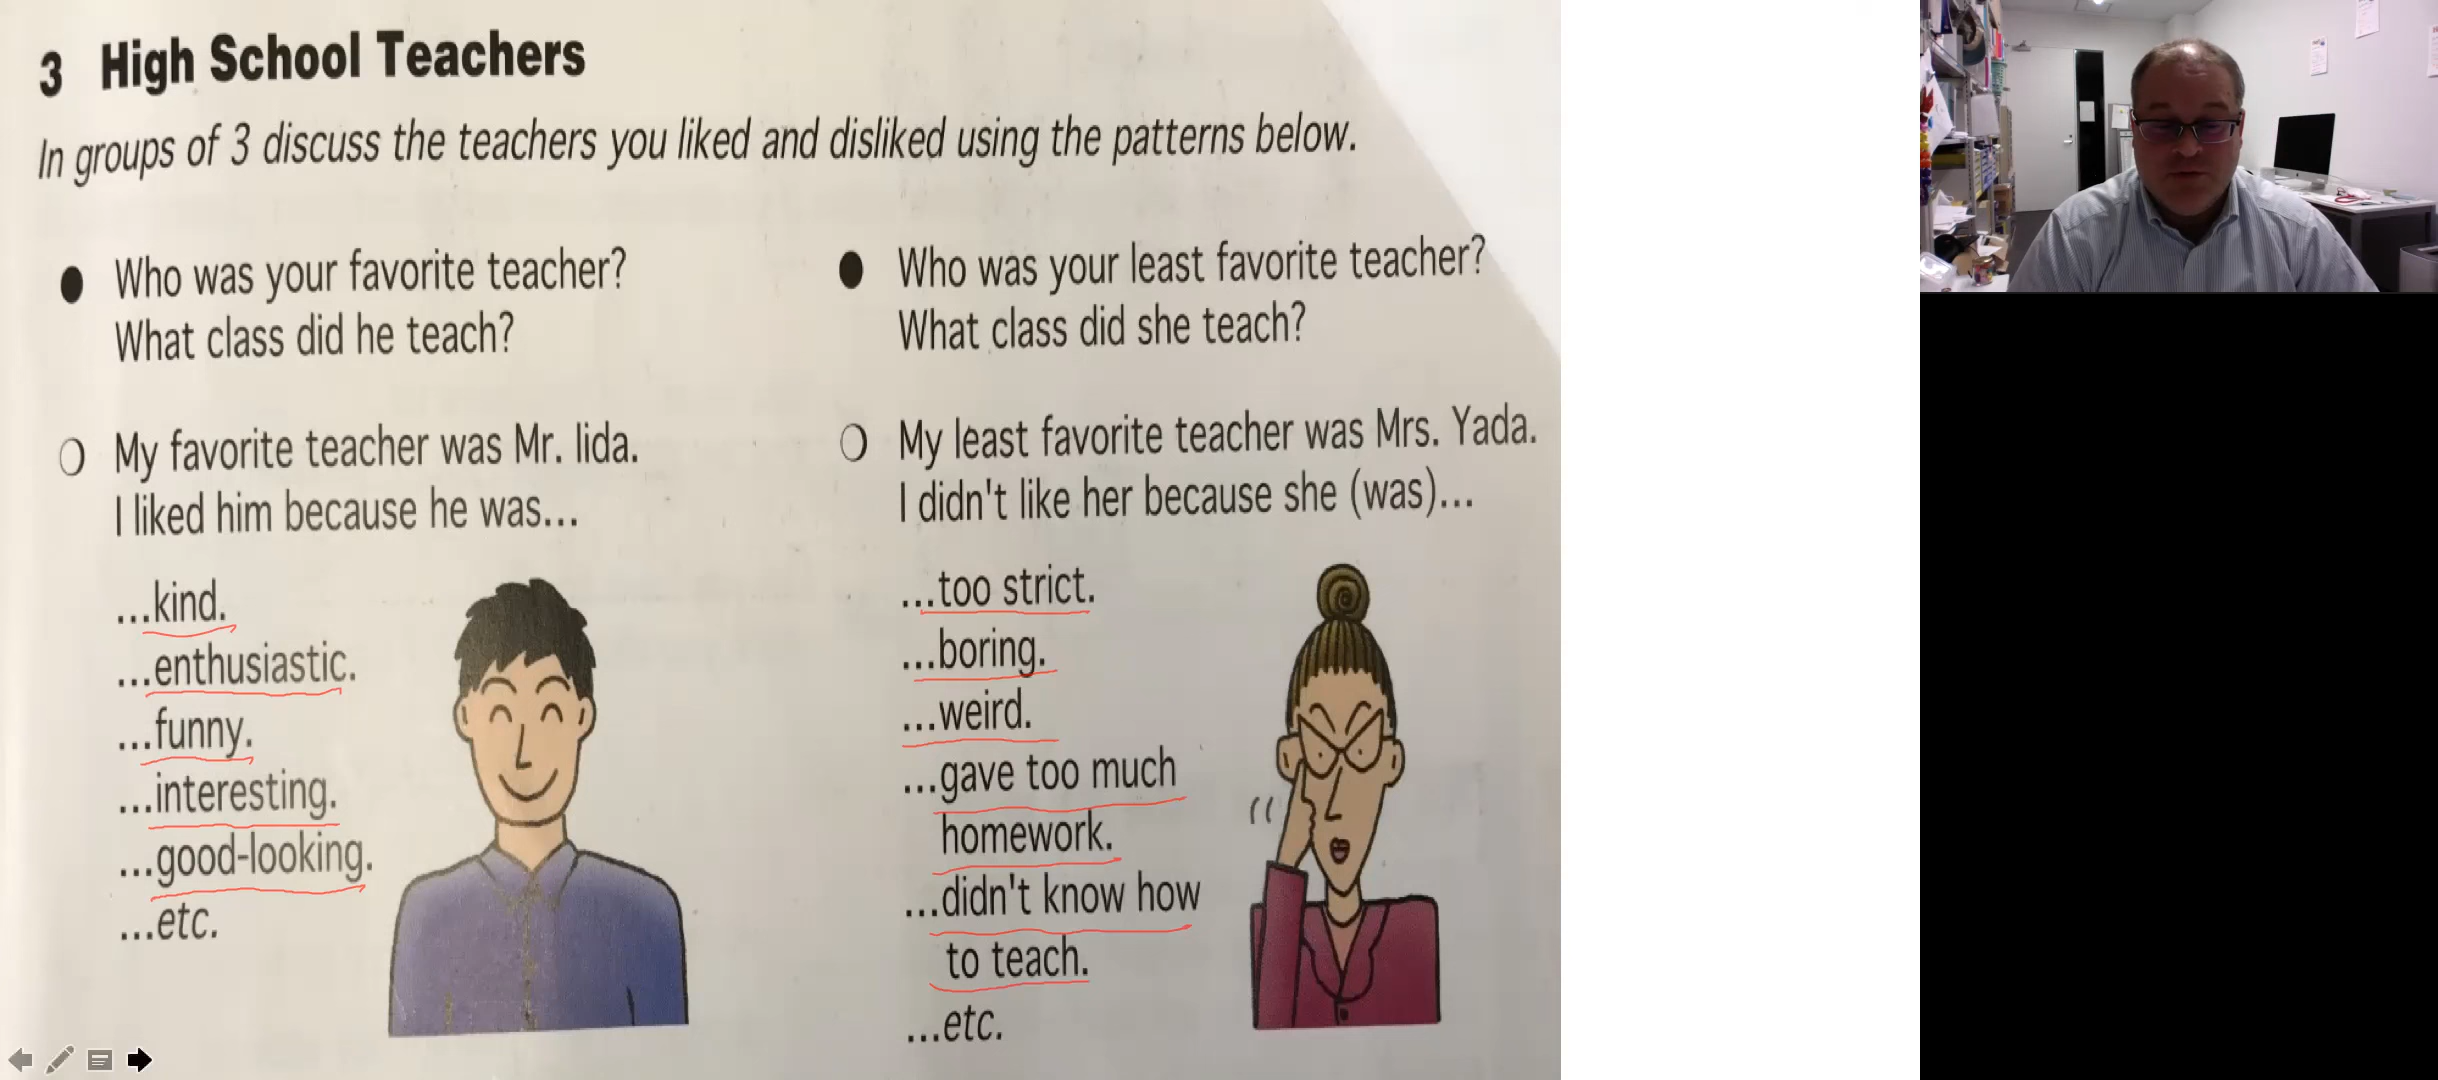 3 High School Teachers
In groups of 3 discuss the teachers you liked and disliked using the patterns below.
● Who was your favorite teacher?
What class did he teach?
○ My favorite teacher was Mr. Iida.
I liked him because he was...
...kind.
...enthusiastic.
...funny.
...interesting.
...good-looking.
...etc.
● Who was your least favorite teacher?
What class did she teach?
○ My least favorite teacher was Mrs. Yada.
I didn't like her because she (was)...
...too strict.
...boring.
...weird.
...gave too much
homework.
...didn't know how
to teach.
...etc.